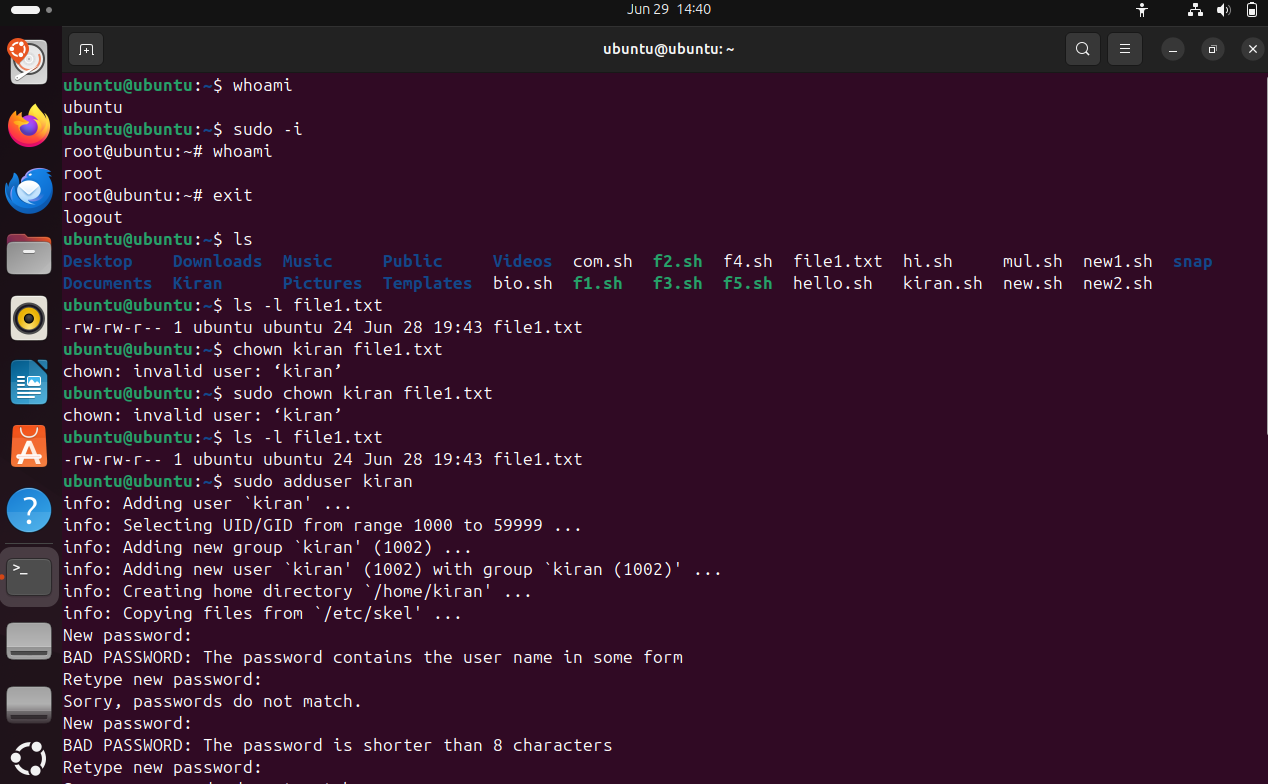 Jun 29 14:40
ubuntu@ubuntu: ~
ubuntu@ubuntu:~$ whoami
ubuntu
ubuntu@ubuntu:~$ sudo -i
root@ubuntu:~# whoami
root
root@ubuntu:~# exit
logout
ubuntu@ubuntu:~$ ls
Desktop Downloads Music Public Videos com.sh f2.sh f4.sh file1.txt hi.sh mul.sh new1.sh snap
Documents Kiran Pictures Templates bio.sh f1.sh f3.sh f5.sh hello.sh kiran.sh new.sh new2.sh
ubuntu@ubuntu:~$ ls -l file1.txt
-rw-rw-r-- 1 ubuntu ubuntu 24 Jun 28 19:43 file1.txt
ubuntu@ubuntu:~$ chown kiran file1.txt
chown: invalid user: ‘kiran’
ubuntu@ubuntu:~$ sudo chown kiran file1.txt
chown: invalid user: ‘kiran’
ubuntu@ubuntu:~$ ls -l file1.txt
-rw-rw-r-- 1 ubuntu ubuntu 24 Jun 28 19:43 file1.txt
ubuntu@ubuntu:~$ sudo adduser kiran
info: Adding user `kiran' ...
info: Selecting UID/GID from range 1000 to 59999 ...
info: Adding new group `kiran' (1002) ...
info: Adding new user `kiran' (1002) with group `kiran (1002)' ...
info: Creating home directory `/home/kiran' ...
info: Copying files from `/etc/skel' ...
New password:
BAD PASSWORD: The password contains the user name in some form
Retype new password:
Sorry, passwords do not match.
New password:
BAD PASSWORD: The password is shorter than 8 characters
Retype new password: